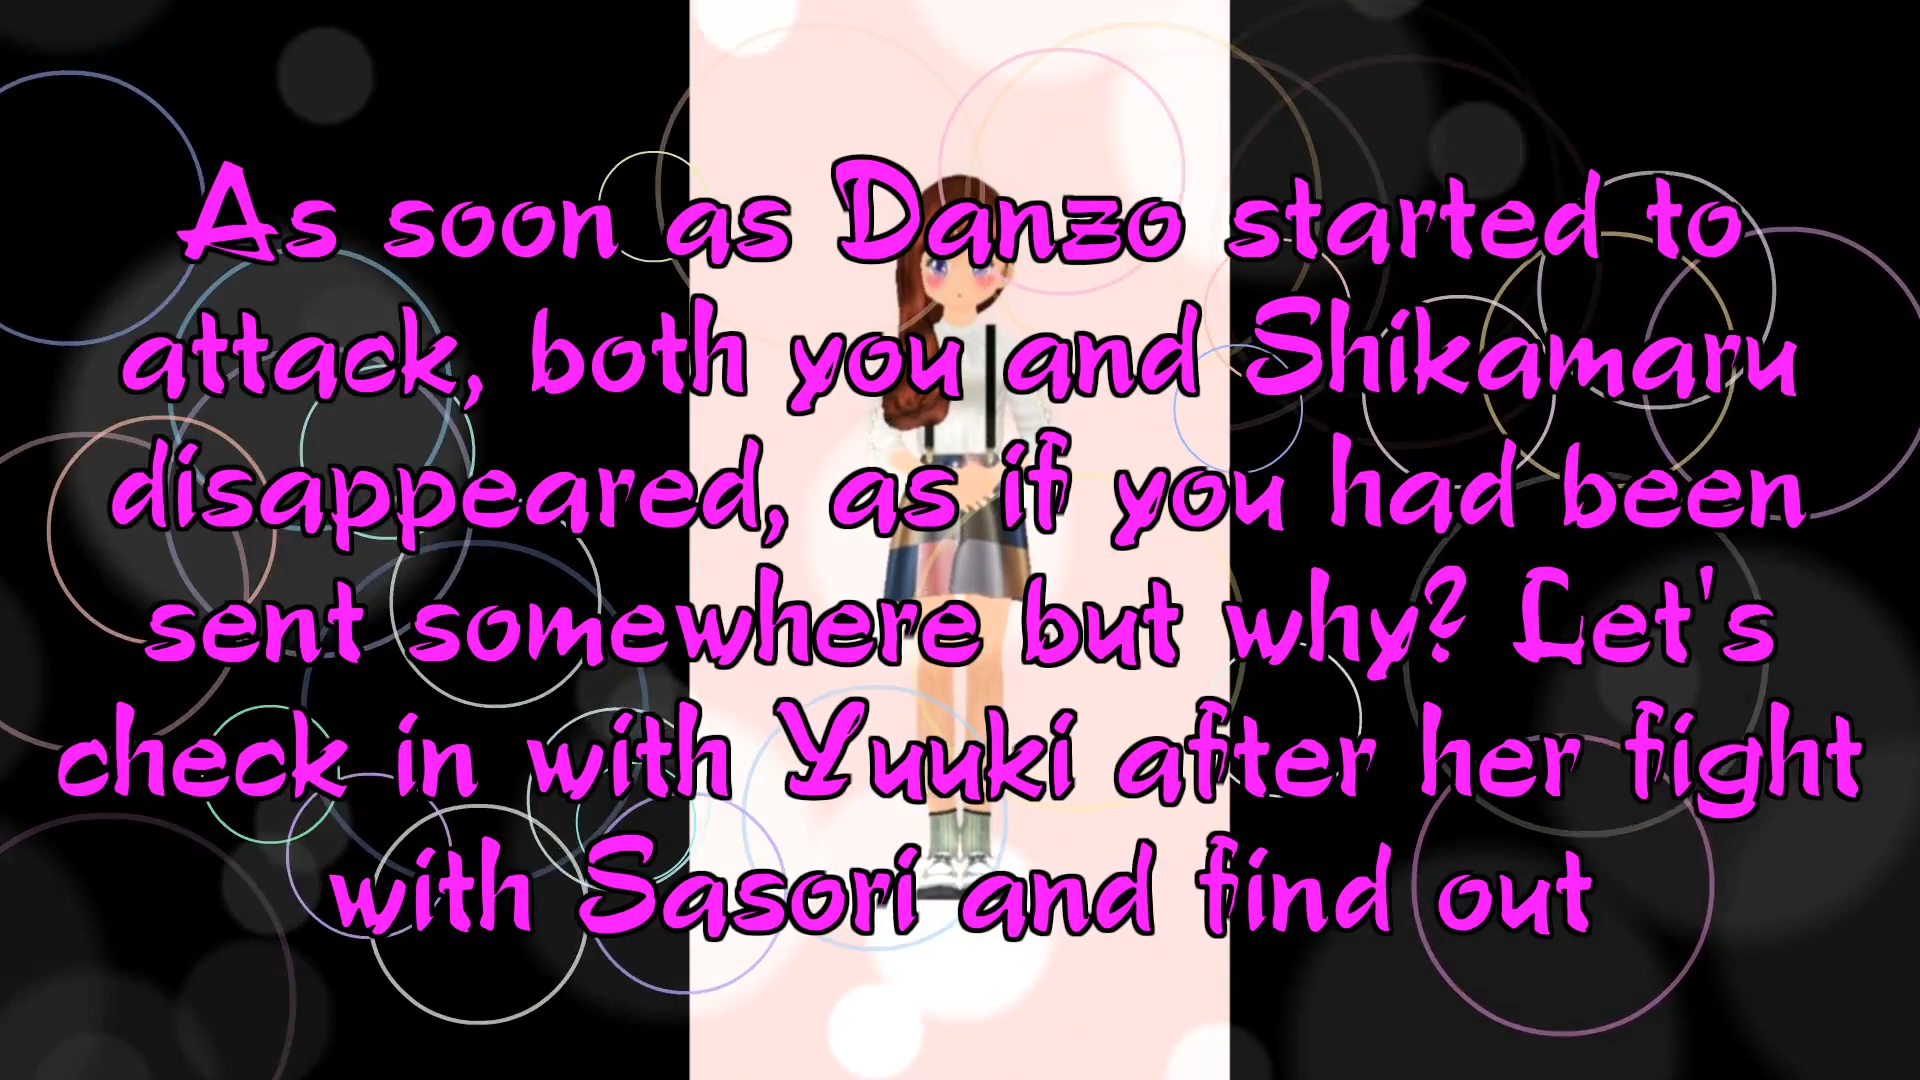 As soon as Danzo started to
attack, both you and Shikamaru
disappeared, as if you had been
sent somewhere but why? Let's
check in with Yuuki after her fight
with Sasori and find out